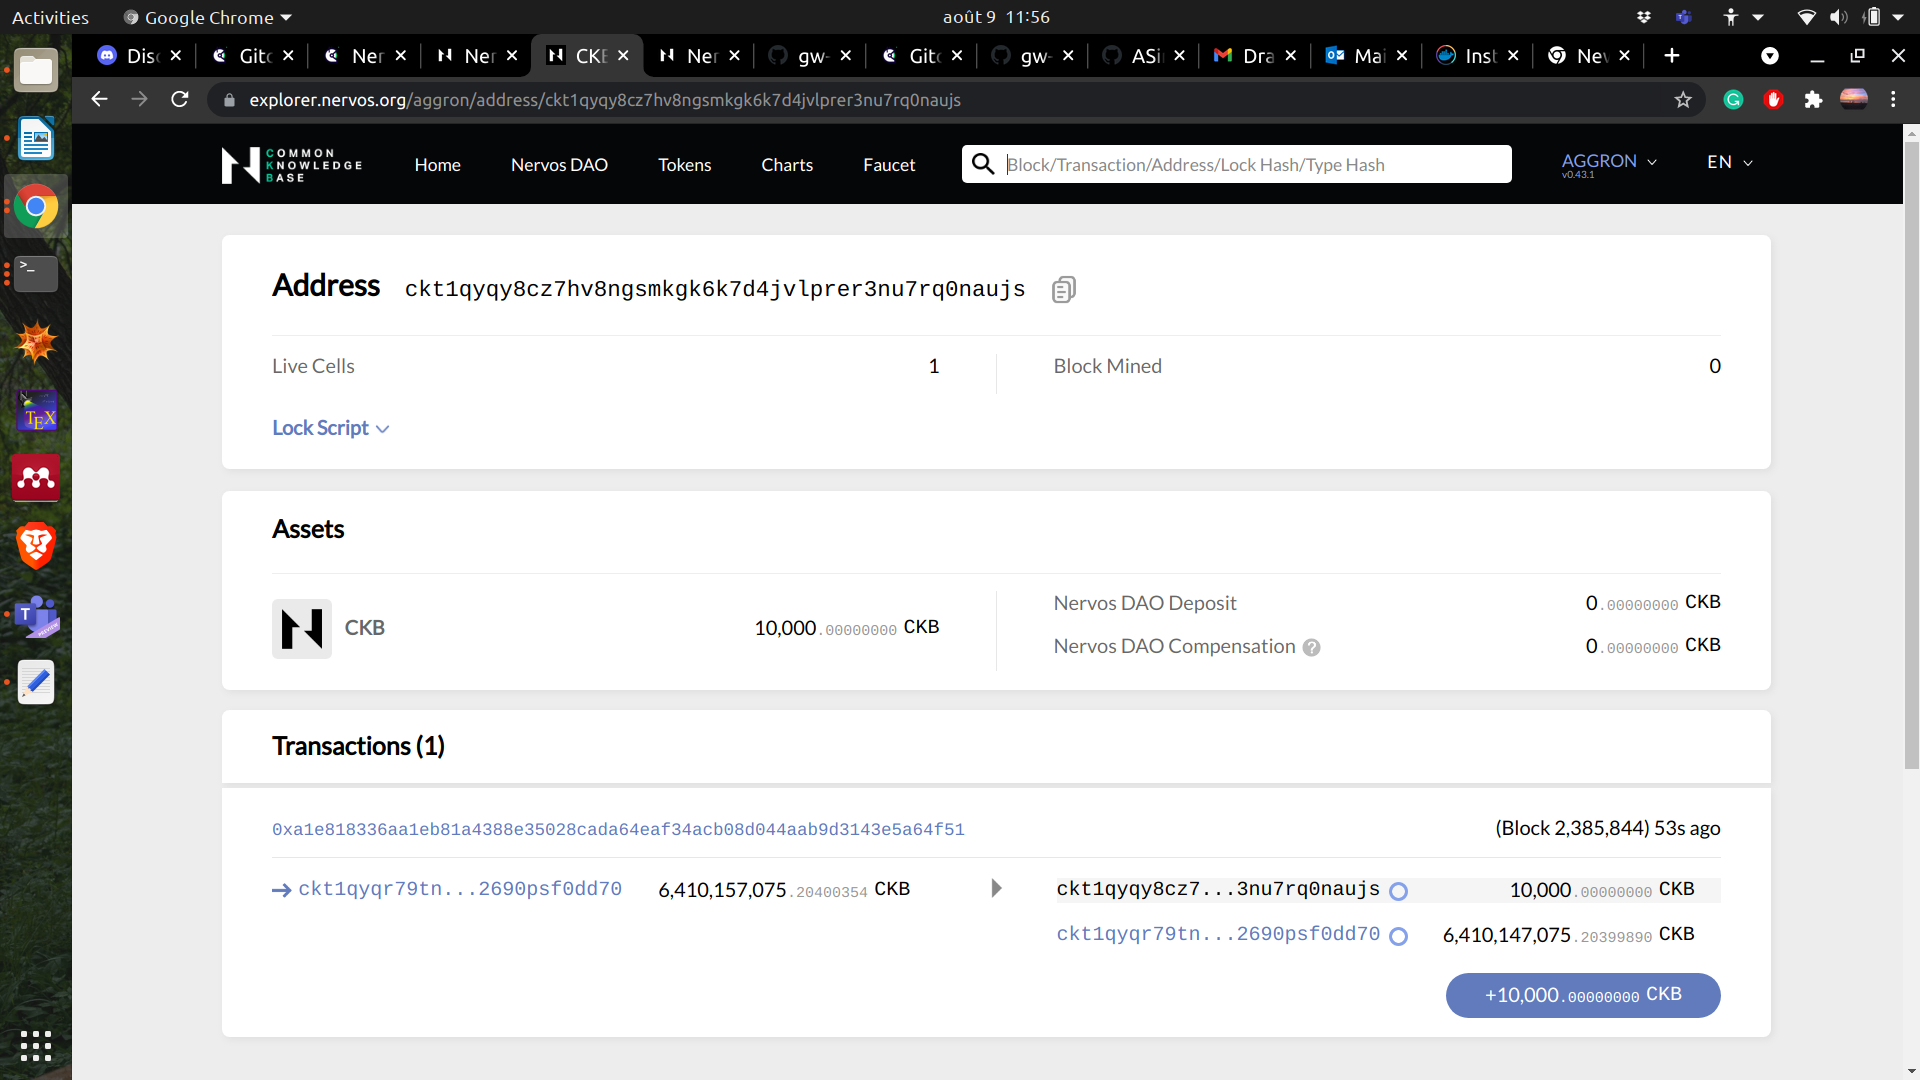 Activities Google Chrome août 9 11:56
Disc Gitc Ner Ner CKB Ner gw- Gitc gw- ASi Dra Mai Inst Nev
explorer.nervos.org/aggron/address/ckt1qyqy8cz7hv8ngsmkgk6k7d4jvlprer3nu7rq0naujs
COMMON
KNOWLEDGE
BASE
Home Nervos DAO Tokens Charts Faucet Block/Transaction/Address/Lock Hash/Type Hash AGGRON EN
v0.43.1
Address ckt1qyqy8cz7hv8ngsmkgk6k7d4jvlprer3nu7rq0naujs
Live Cells 1 Block Mined 0
Lock Script
Assets
CKB 10,000.00000000 CKB
Nervos DAO Deposit 0.00000000 CKB
Nervos DAO Compensation ? 0.00000000 CKB
Transactions (1)
0xa1e818336aa1eb81a4388e35028cada64eaf34acb08d044aab9d3143e5a64f51 (Block 2,385,844) 53s ago
ckt1qyqr79tn...2690psf0dd70 6,410,157,075.20400354 CKB ckt1qyqy8cz7...3nu7rq0naujs 10,000.00000000 CKB
ckt1qyqr79tn...2690psf0dd70 6,410,147,075.20399890 CKB
+10,000.00000000 CKB